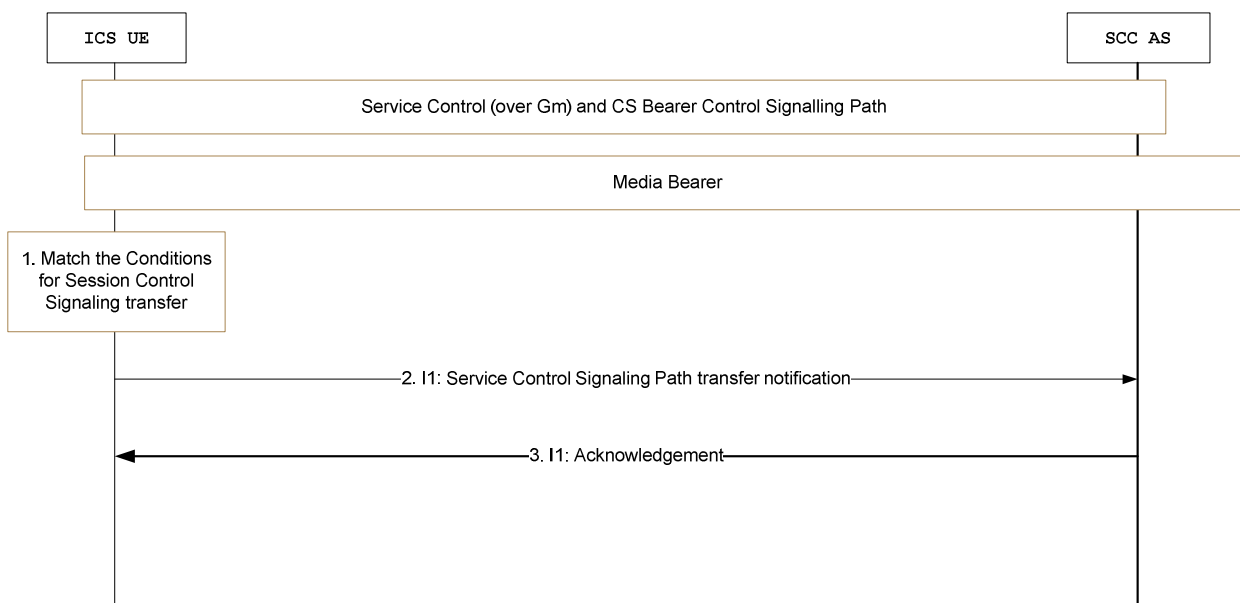 ICS UE
SCC AS
Service Control (over Gm) and CS Bearer Control Signalling Path
Media Bearer
1. Match the Conditions
for Session Control
Signaling transfer
2. I1: Service Control Signaling Path transfer notification
3. I1: Acknowledgement